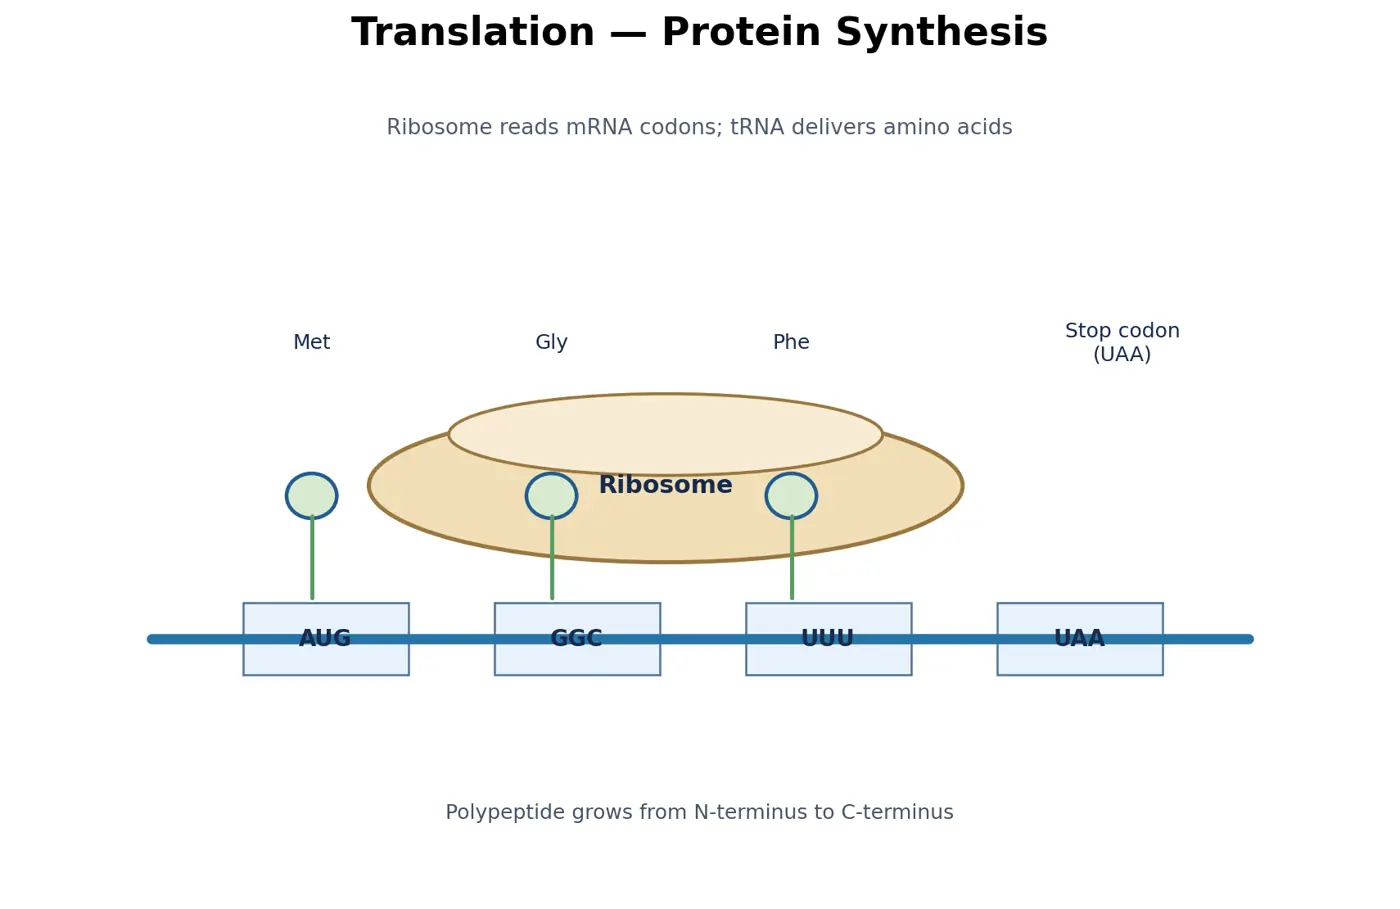 Translation — Protein Synthesis
Ribosome reads mRNA codons; tRNA delivers amino acids
Met
Gly
Phe
Stop codon
(UAA)
Ribosome
AUG
GGC
UUU
UAA
Polypeptide grows from N-terminus to C-terminus